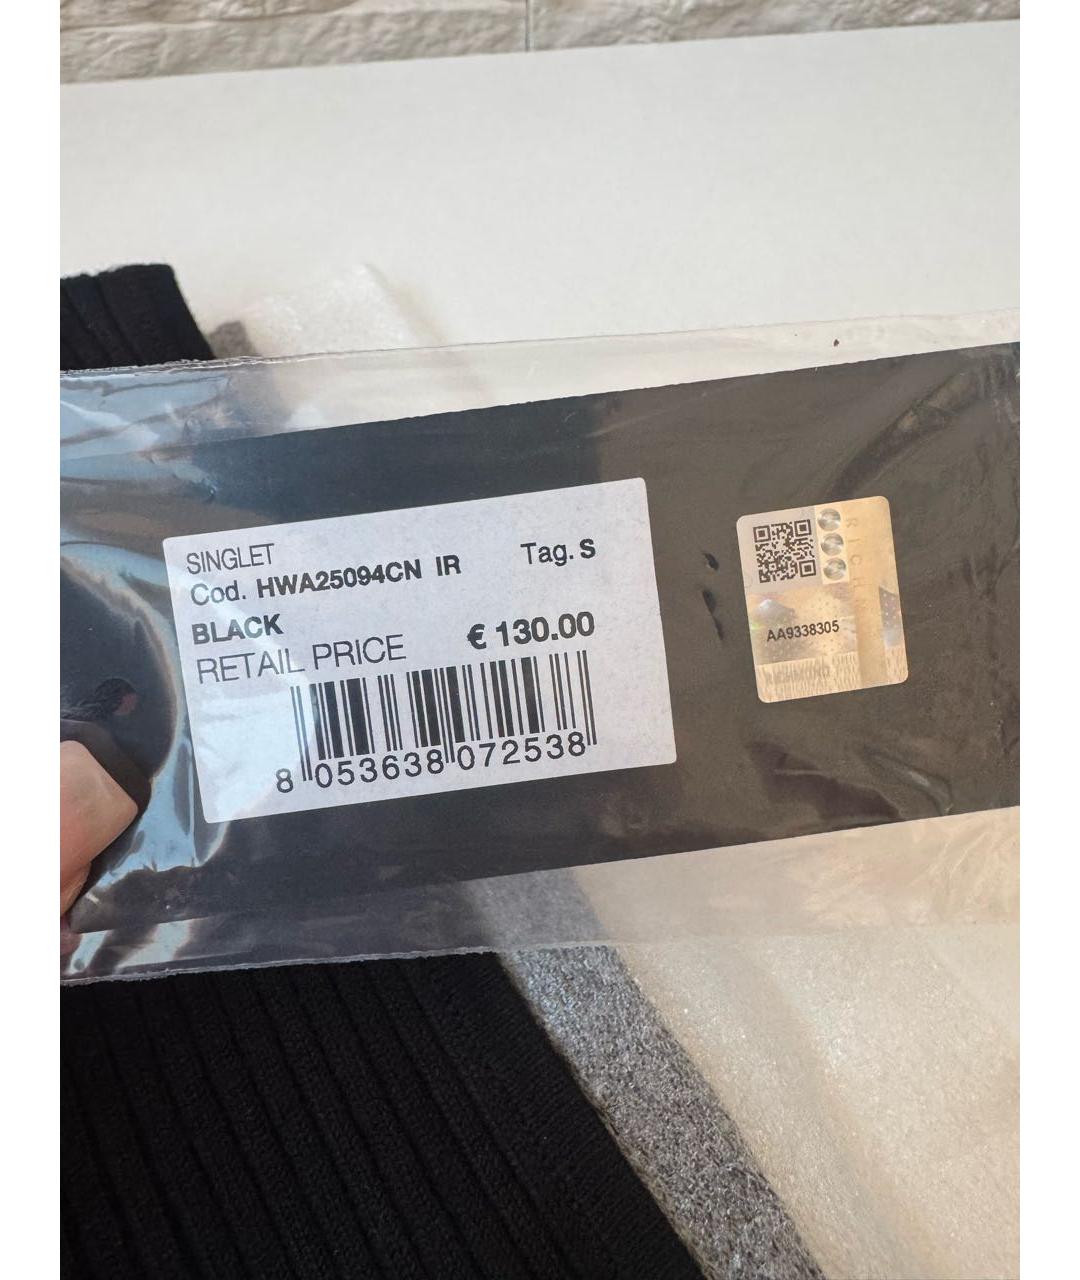 SINGLET
Cod. HWA25094CN IR Tag. S
BLACK
RETAIL PRICE € 130.00
8 053638 072538
AA9338305